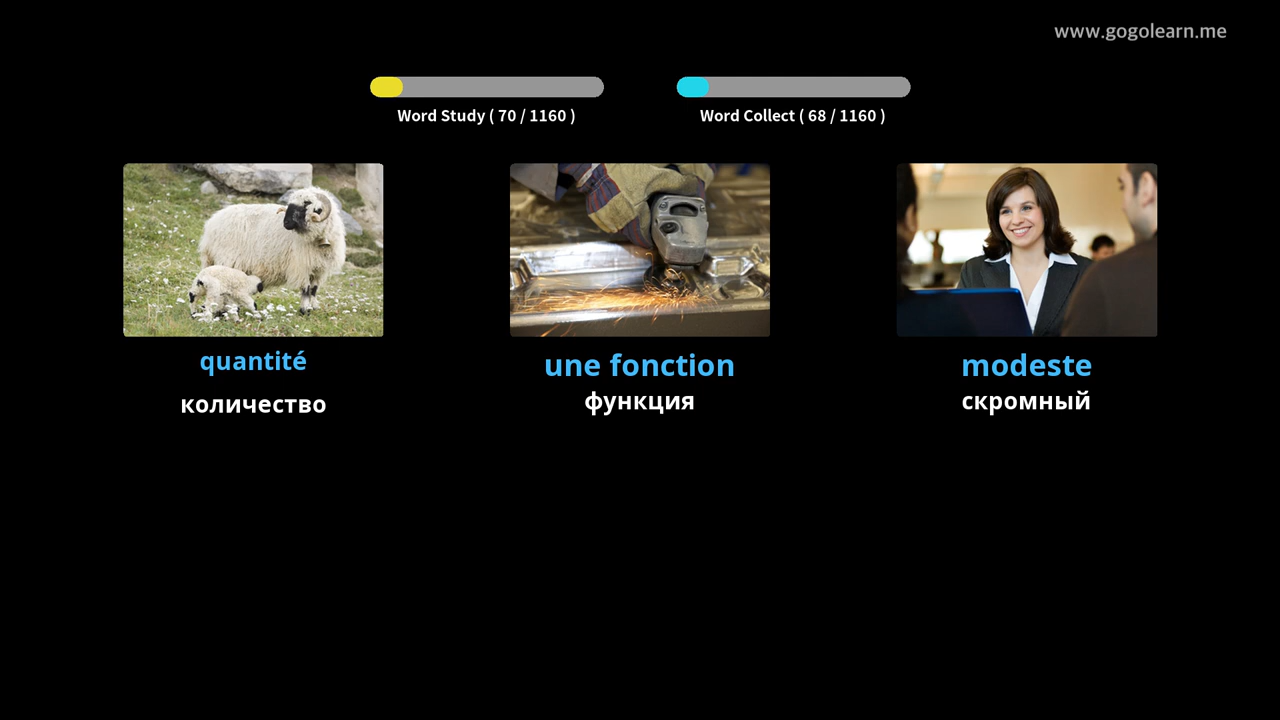 www.gogolearn.me
Word Study ( 70 / 1160 )
Word Collect ( 68 / 1160 )
quantité
количество
une fonction
функция
modeste
скромный